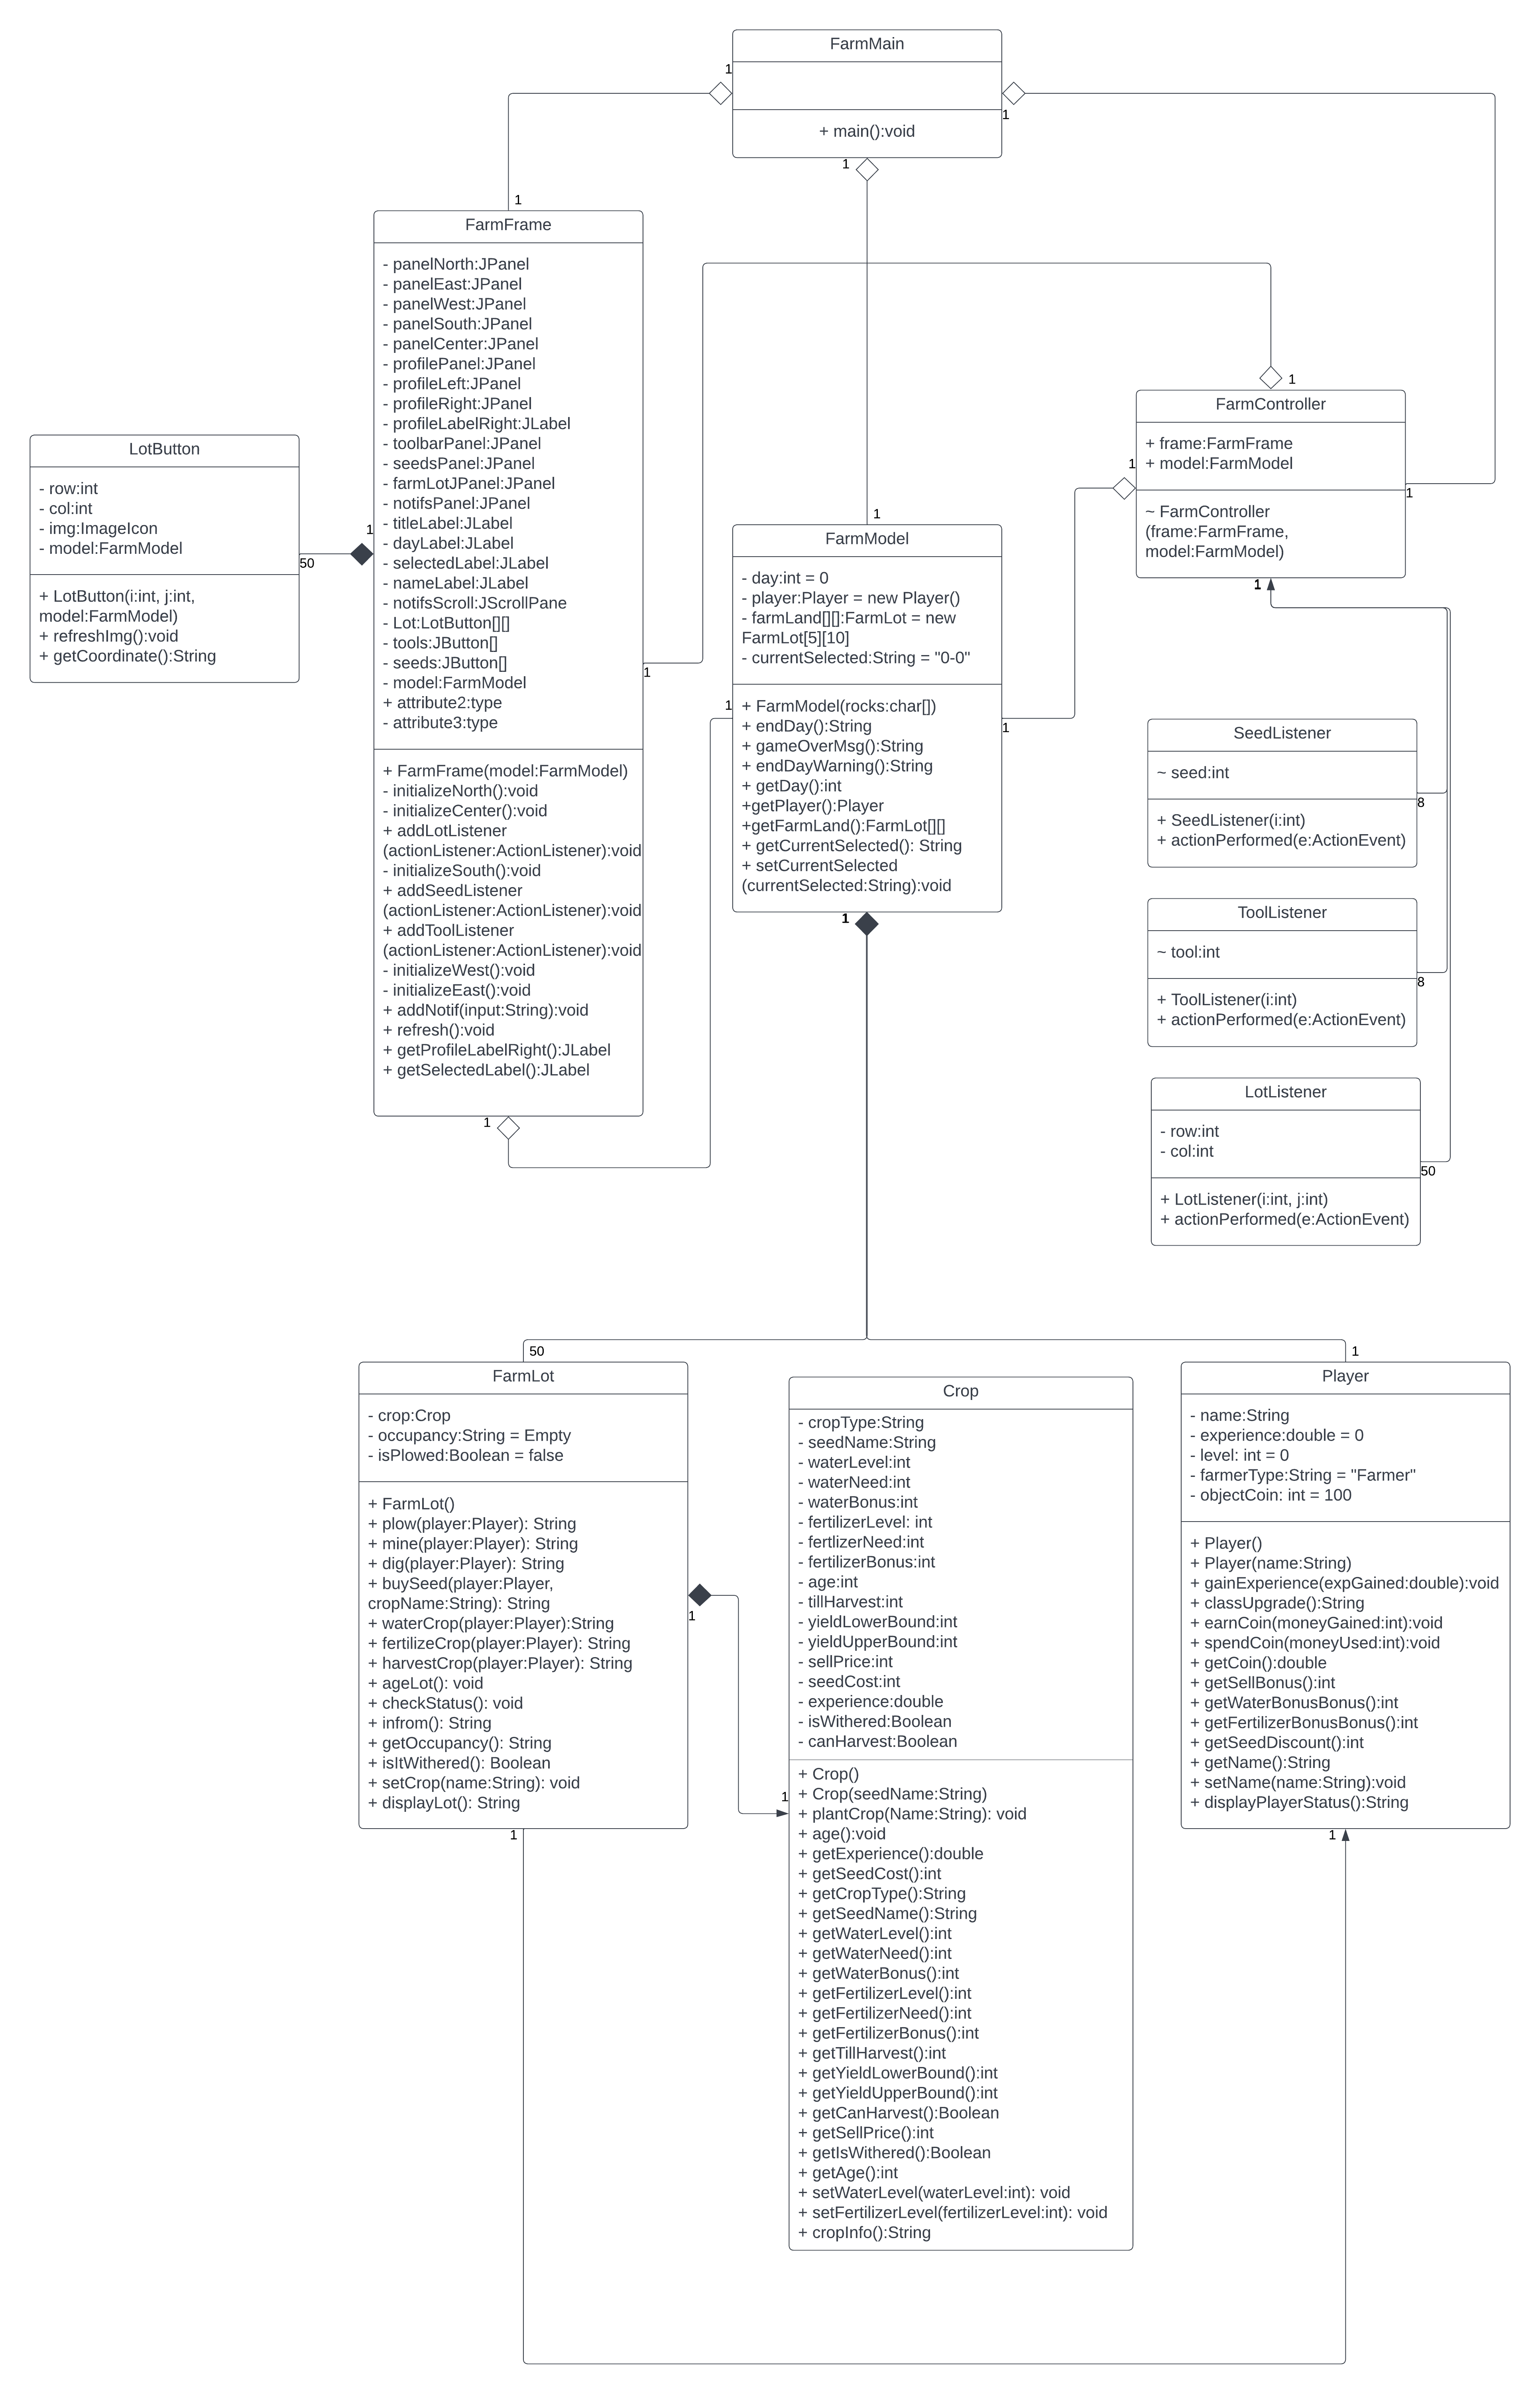 FarmMain
1
1
+ main():void
1
1
FarmFrame
- panelNorth:JPanel
- panelEast:JPanel
- panelWest:JPanel
- panelSouth:JPanel
- panelCenter:JPanel
- profilePanel:JPanel
- profileLeft:JPanel
- profileRight:JPanel
- profileLabelRight:JLabel
- toolbarPanel:JPanel
- seedsPanel:JPanel
- farmLotJPanel:JPanel
- notifsPanel:JPanel
- titleLabel:JLabel
- dayLabel:JLabel
- selectedLabel:JLabel
- nameLabel:JLabel
- notifsScroll:JScrollPane
- Lot:LotButton[][]
- tools:JButton[]
- seeds:JButton[]
- model:FarmModel
+ attribute2:type
- attribute3:type
+ FarmFrame(model:FarmModel)
- initializeNorth():void
- initializeCenter():void
+ addLotListener
(actionListener:ActionListener):void
- initializeSouth():void
+ addSeedListener
(actionListener:ActionListener):void
+ addToolListener
(actionListener:ActionListener):void
- initializeWest():void
- initializeEast():void
+ addNotif(input:String):void
+ refresh():void
+ getProfileLabelRight():JLabel
+ getSelectedLabel():JLabel
1
1
1
LotButton
- row:int
- col:int
- img:ImageIcon
- model:FarmModel
50
+ LotButton(i:int, j:int,
model:FarmModel)
+ refreshImg():void
+ getCoordinate():String
1
FarmController
+ frame:FarmFrame
+ model:FarmModel
1
1
~ FarmController
(frame:FarmFrame,
model:FarmModel)
1
1
FarmModel
- day:int = 0
- player:Player = new Player()
- farmLand[][]:FarmLot = new
FarmLot[5][10]
- currentSelected:String = "0-0"
1
1
+ FarmModel(rocks:char[])
+ endDay():String
+ gameOverMsg():String
+ endDayWarning():String
+ getDay():int
+getPlayer():Player
+getFarmLand():FarmLot[][]
+ getCurrentSelected(): String
+ setCurrentSelected
(currentSelected:String):void
1
SeedListener
~ seed:int
8
+ SeedListener(i:int)
+ actionPerformed(e:ActionEvent)
ToolListener
~ tool:int
8
+ ToolListener(i:int)
+ actionPerformed(e:ActionEvent)
LotListener
- row:int
- col:int
50
+ LotListener(i:int, j:int)
+ actionPerformed(e:ActionEvent)
50
FarmLot
- crop:Crop
- occupancy:String = Empty
- isPlowed:Boolean = false
+ FarmLot()
+ plow(player:Player): String
+ mine(player:Player): String
+ dig(player:Player): String
+ buySeed(player:Player,
cropName:String): String
+ waterCrop(player:Player):String
+ fertilizeCrop(player:Player): String
+ harvestCrop(player:Player): String
+ ageLot(): void
+ checkStatus(): void
+ infrom(): String
+ getOccupancy(): String
+ isItWithered(): Boolean
+ setCrop(name:String): void
+ displayLot(): String
1
1
Crop
- cropType:String
- seedName:String
- waterLevel:int
- waterNeed:int
- waterBonus:int
- fertilizerLevel: int
- fertlizerNeed:int
- fertilizerBonus:int
- age:int
- tillHarvest:int
- yieldLowerBound:int
- yieldUpperBound:int
- sellPrice:int
- seedCost:int
- experience:double
- isWithered:Boolean
- canHarvest:Boolean
1
+ Crop()
+ Crop(seedName:String)
+ plantCrop(Name:String): void
+ age():void
+ getExperience():double
+ getSeedCost():int
+ getCropType():String
+ getSeedName():String
+ getWaterLevel():int
+ getWaterNeed():int
+ getWaterBonus():int
+ getFertilizerLevel():int
+ getFertilizerNeed():int
+ getFertilizerBonus():int
+ getTillHarvest():int
+ getYieldLowerBound():int
+ getYieldUpperBound():int
+ getCanHarvest():Boolean
+ getSellPrice():int
+ getIsWithered():Boolean
+ getAge():int
+ setWaterLevel(waterLevel:int): void
+ setFertilizerLevel(fertilizerLevel:int): void
+ cropInfo():String
1
Player
- name:String
- experience:double = 0
- level: int = 0
- farmerType:String = "Farmer"
- objectCoin: int = 100
+ Player()
+ Player(name:String)
+ gainExperience(expGained:double):void
+ classUpgrade():String
+ earnCoin(moneyGained:int):void
+ spendCoin(moneyUsed:int):void
+ getCoin():double
+ getSellBonus():int
+ getWaterBonusBonus():int
+ getFertilizerBonusBonus():int
+ getSeedDiscount():int
+ getName():String
+ setName(name:String):void
+ displayPlayerStatus():String
1